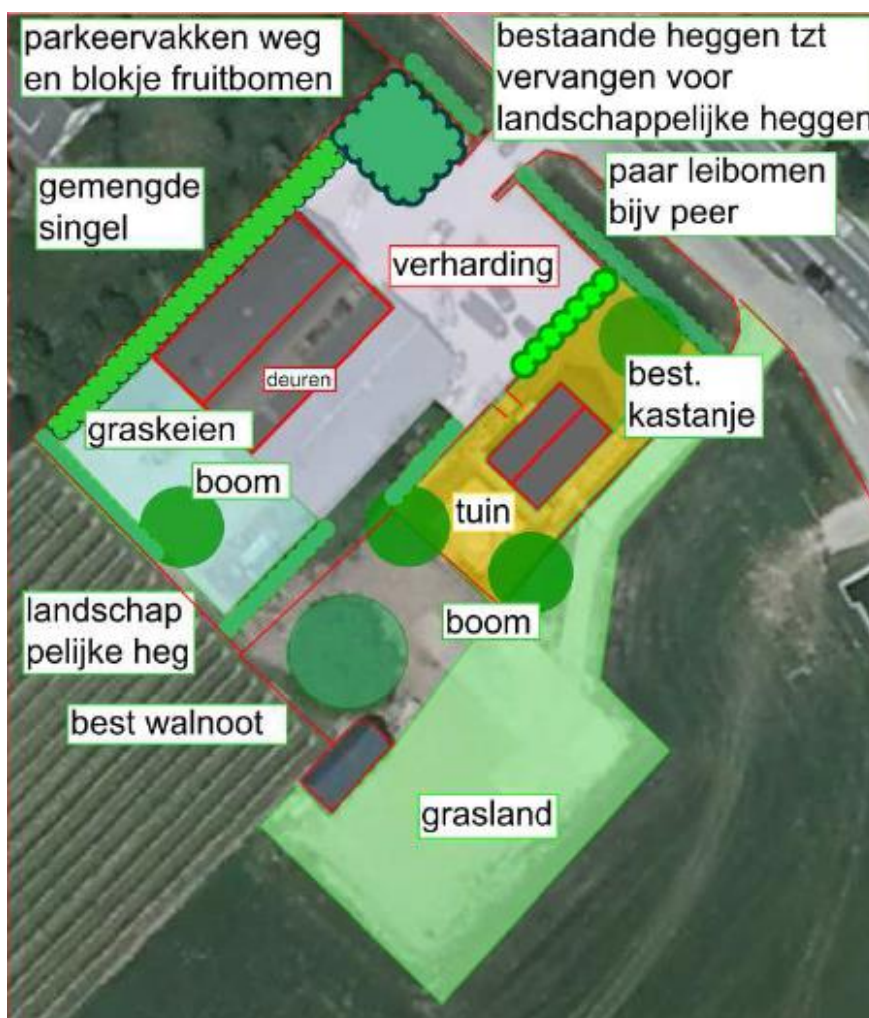 parkeervakken weg
en blokje fruitbomen
bestaande heggen tzt
vervangen voor
landschappelijke heggen
gemengde
singel
paar leibomen
bijv peer
verharding
deuren
best.
kastanje
graskeien
boom
tuin
landschap
pelijke heg
boom
best walnoot
grasland